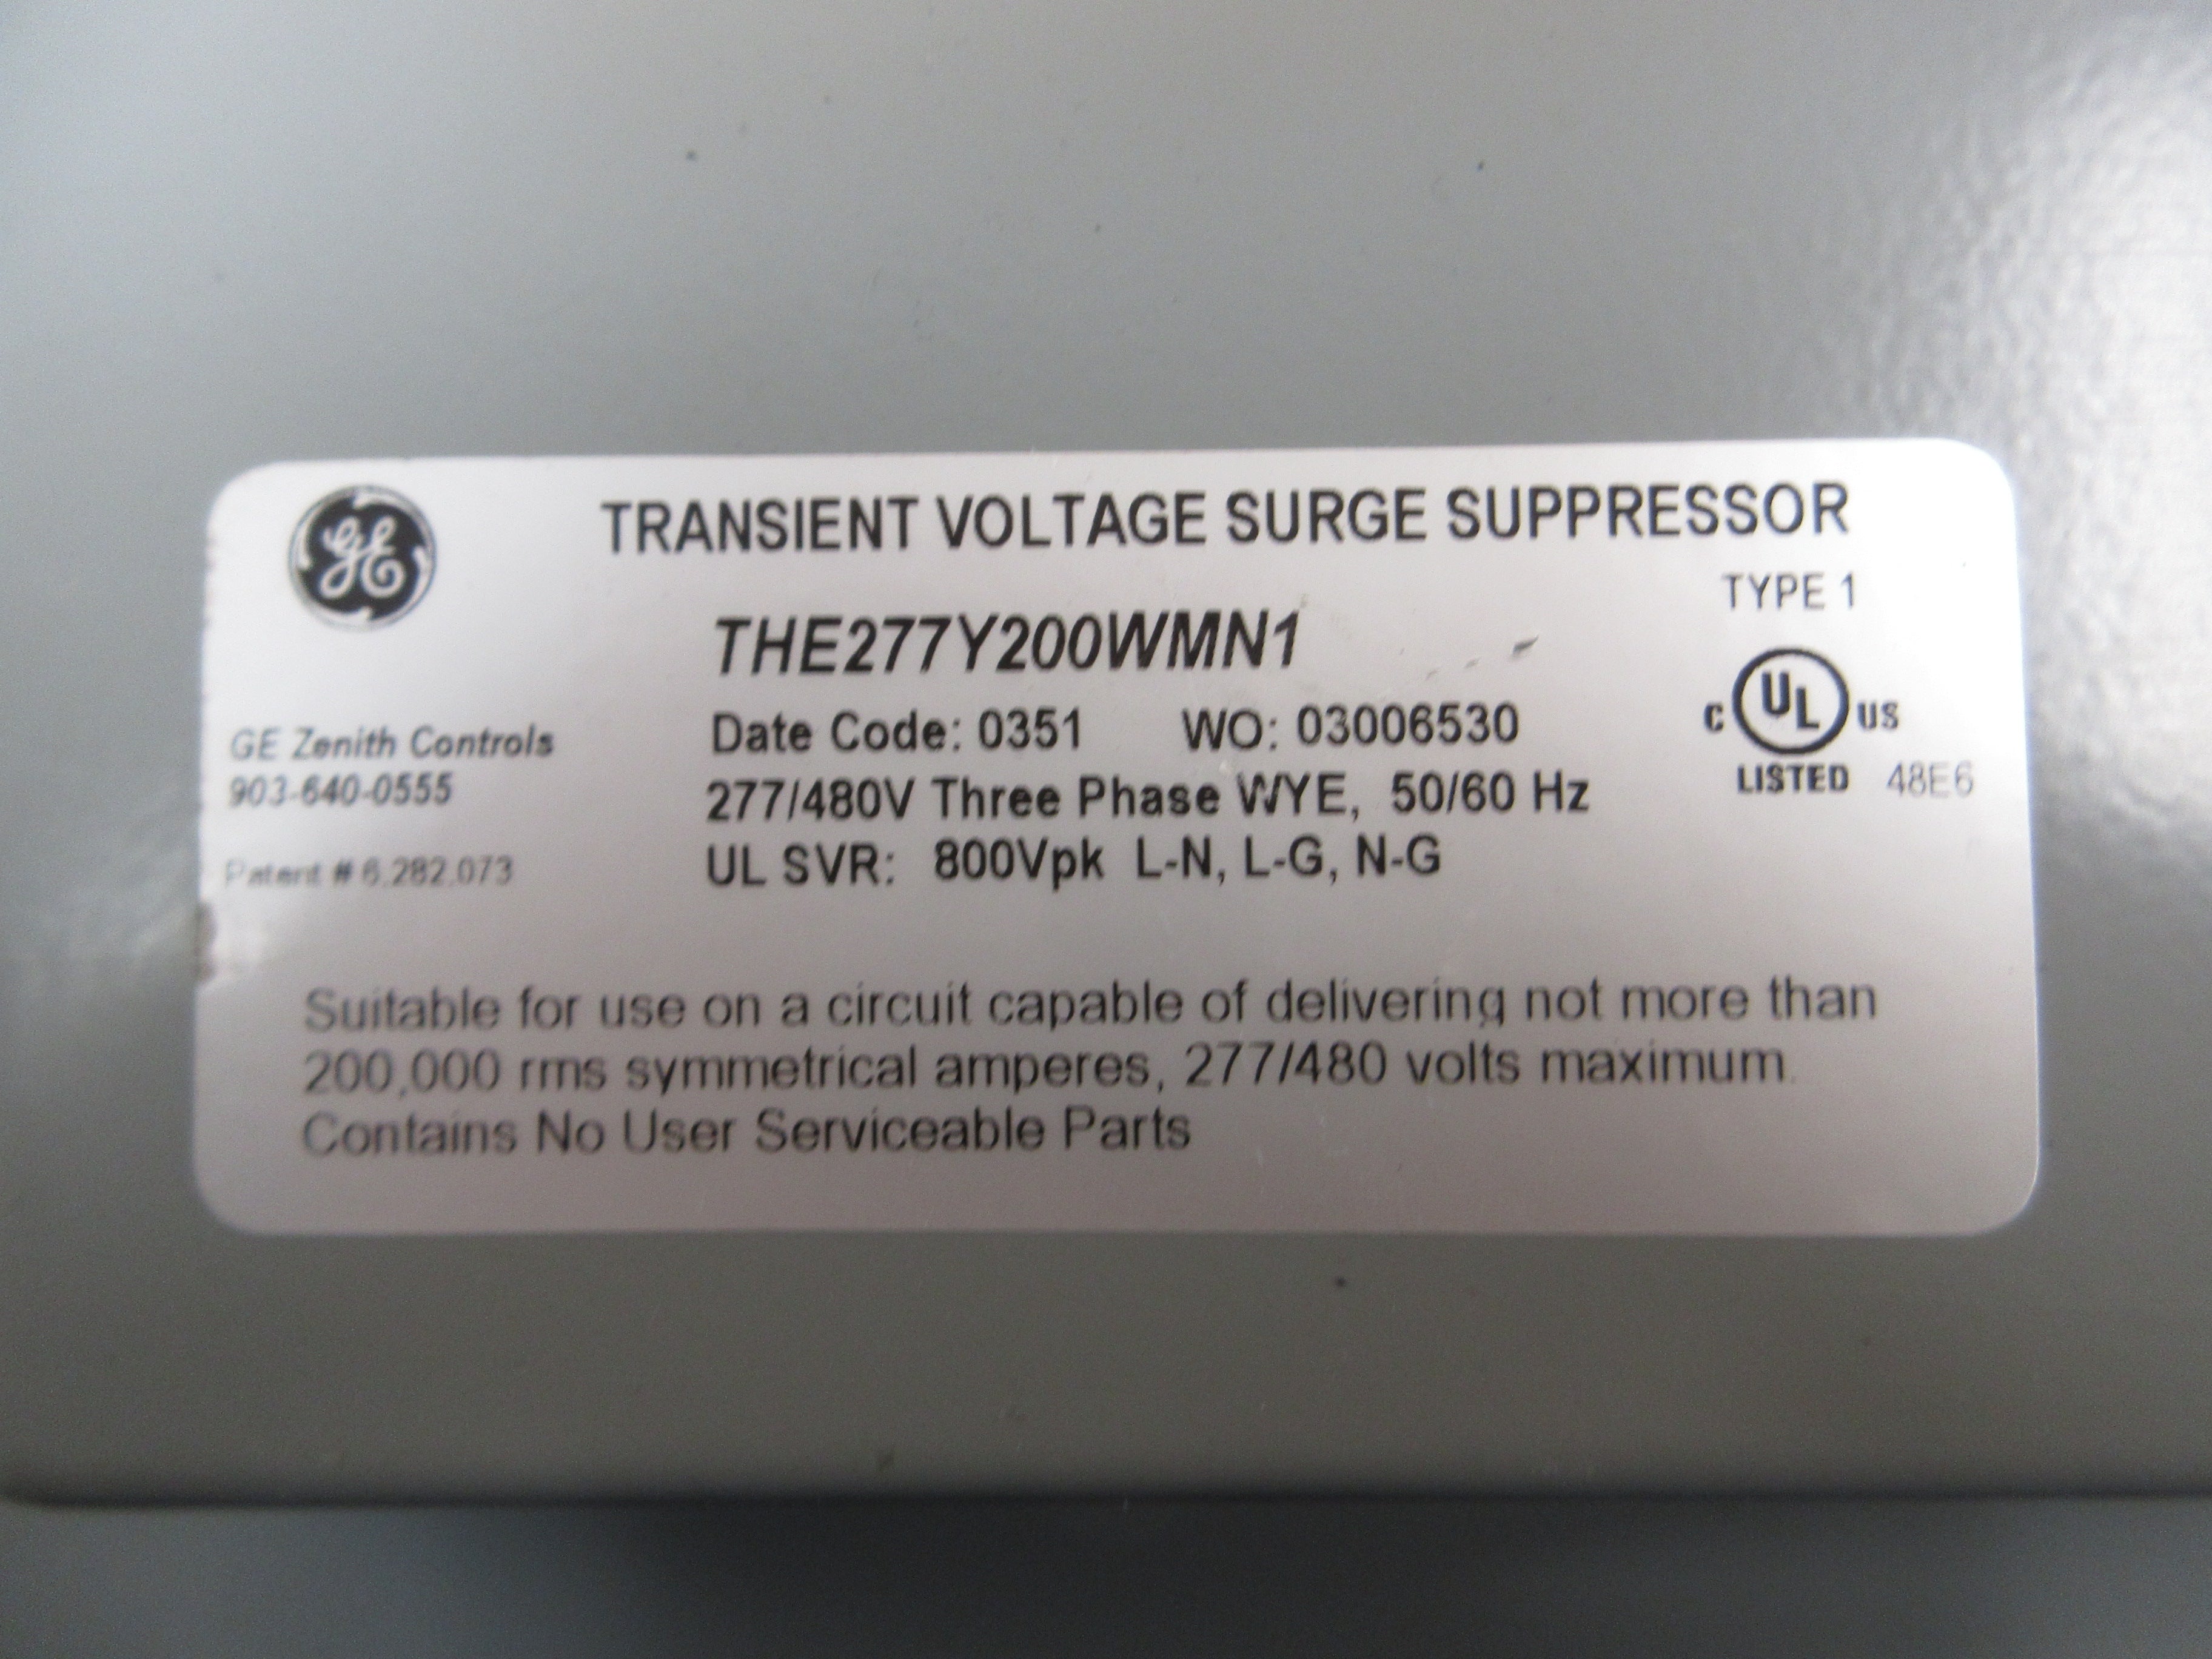 GE
TRANSIENT VOLTAGE SURGE SUPPRESSOR
TYPE 1
THE277Y200WMN1
Date Code: 0351 WO: 03006530
C UL US
LISTED 48E6
GE Zenith Controls
903-640-0555
277/480V Three Phase WYE, 50/60 Hz
Patent # 6,282,073
UL SVR: 800Vpk L-N, L-G, N-G
Suitable for use on a circuit capable of delivering not more than
200,000 rms symmetrical amperes, 277/480 volts maximum.
Contains No User Serviceable Parts